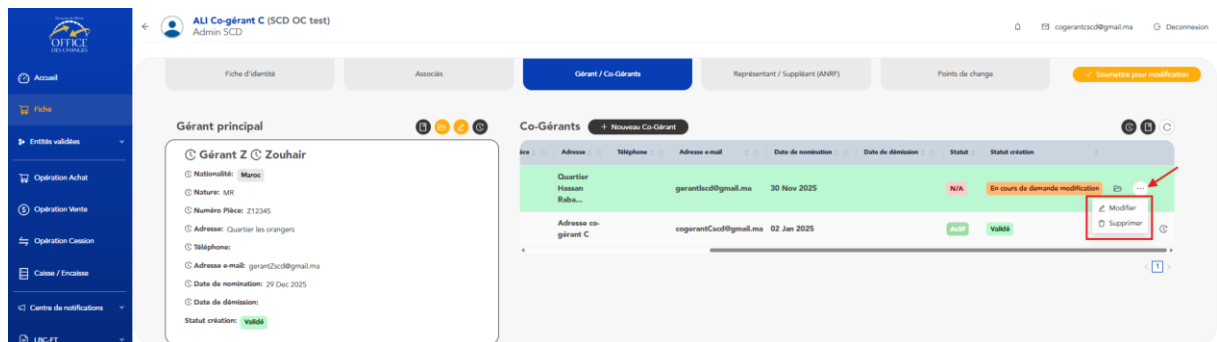 OFFICE
DES CHANGES
ALI Co-gérant C (SCD OC test)
Admin SCD
cogerantcscd@gmail.ma
Deconnexion
Accueil
Fiche
Entités validées
Opération Achat
Opération Vente
Opération Cession
Caisse / Encaisse
Centre de notifications
LBC-FT
Fiche d'identité
Associés
Gérant / Co-Gérants
Représentant / Suppléant (ANRF)
Points de change
Soumettre pour modification
Gérant principal
Gérant Z Zouhair
Nationalité: Maroc
Nature: MR
Numéro Pièce: Z12345
Adresse: Quartier les orangers
Téléphone:
Adresse e-mail: gerantZscd@gmail.ma
Date de nomination: 29 Dec 2025
Date de démission:
Statut création: Validé
Co-Gérants + Nouveau Co-Gérant
èce Adresse Téléphone Adresse e-mail Date de nomination Date de démission Statut Statut création
Quartier
Hassan
Raba...
gerantlscd@gmail.ma 30 Nov 2025 N/A En cours de demande modification
Modifier
Supprimer
Adresse co-
gérant C
cogerantCscd@gmail.ma 02 Jan 2025 Actif Validé
< 1 >